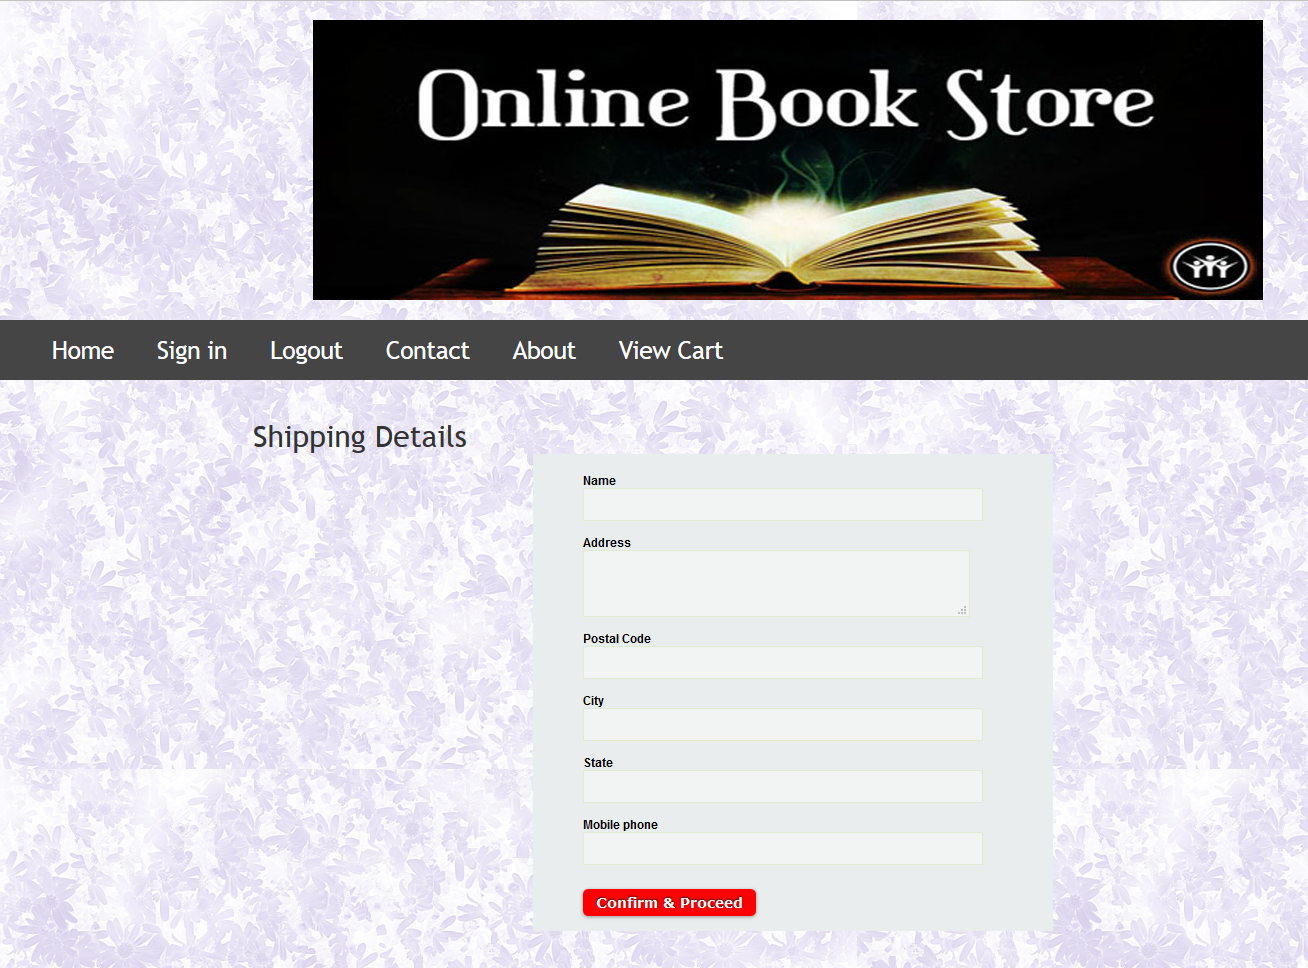 Online Book Store
Home Sign in Logout Contact About View Cart
Shipping Details
Name
Address
Postal Code
City
State
Mobile phone
Confirm & Proceed